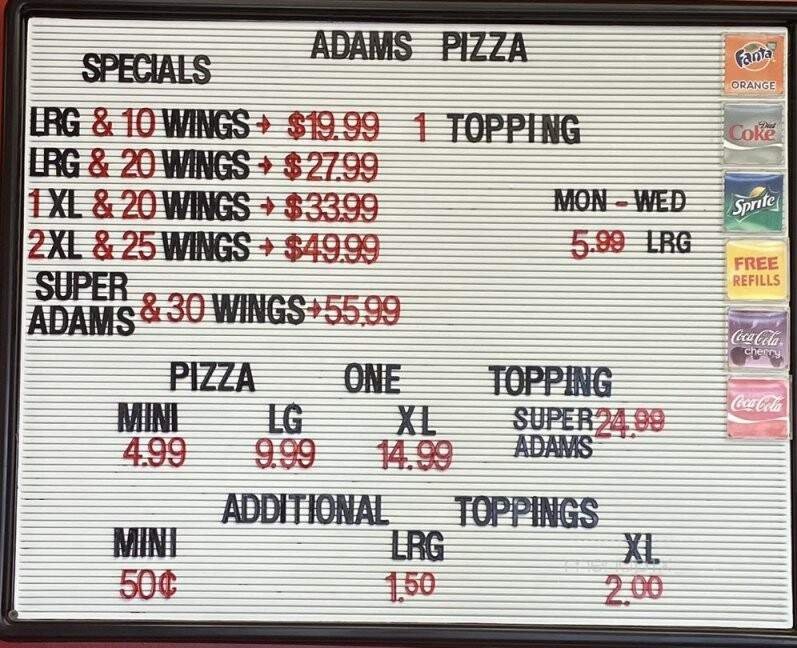 ADAMS PIZZA
SPECIALS
LRG & 10 WINGS → $19.99 1 TOPPING
LRG & 20 WINGS → $27.99
1 XL & 20 WINGS → $33.99
MON - WED
2 XL & 25 WINGS → $49.99
5.99 LRG
SUPER ADAMS & 30 WINGS → 55.99
PIZZA ONE TOPPING
MINI LG XL SUPER ADAMS 24.99
4.99 9.99 14.99
ADDITIONAL TOPPINGS
MINI LRG XL
50¢ 1.50 2.00
Fanta
ORANGE
Diet
Coke
Sprite
FREE
REFILLS
Coca-Cola
cherry
Coca-Cola